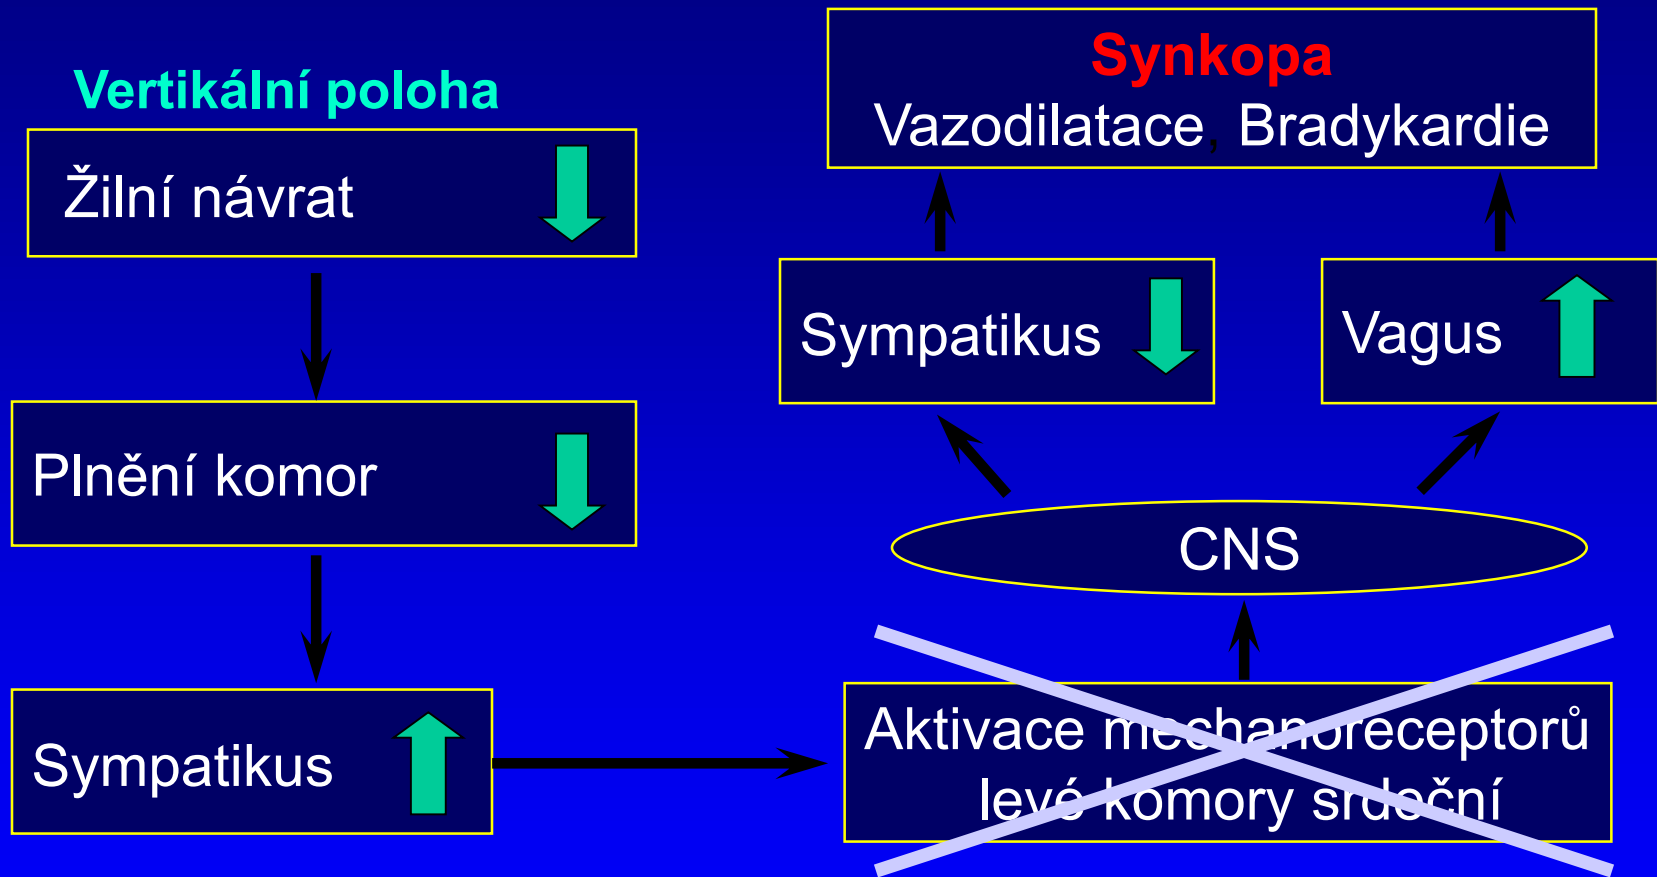 Vertikální poloha
Žilní návrat
Plnění komor
Sympatikus
Aktivace mechanoreceptorů
levé komory srdeční
CNS
Sympatikus
Vagus
Synkopa
Vazodilatace, Bradykardie